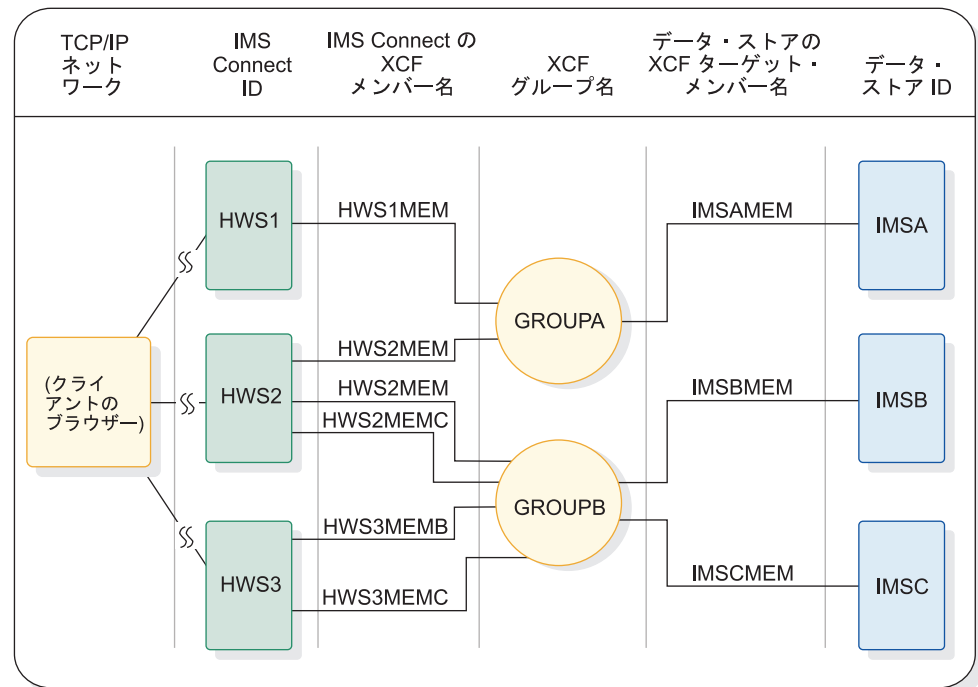 TCP/IP
ネット
ワーク
IMS
Connect
ID
IMS Connect の
XCF
メンバー名
XCF
グループ名
データ・ストアの
XCF ターゲット・
メンバー名
データ・
ストア ID
HWS1
HWS1MEM
IMSAMEM
IMSA
GROUPA
(クライ
アントの
ブラウザー)
HWS2
HWS2MEM
HWS2MEM
HWS2MEMC
IMSBMEM
IMSB
GROUPB
HWS3
HWS3MEMB
HWS3MEMC
IMSCMEM
IMSC